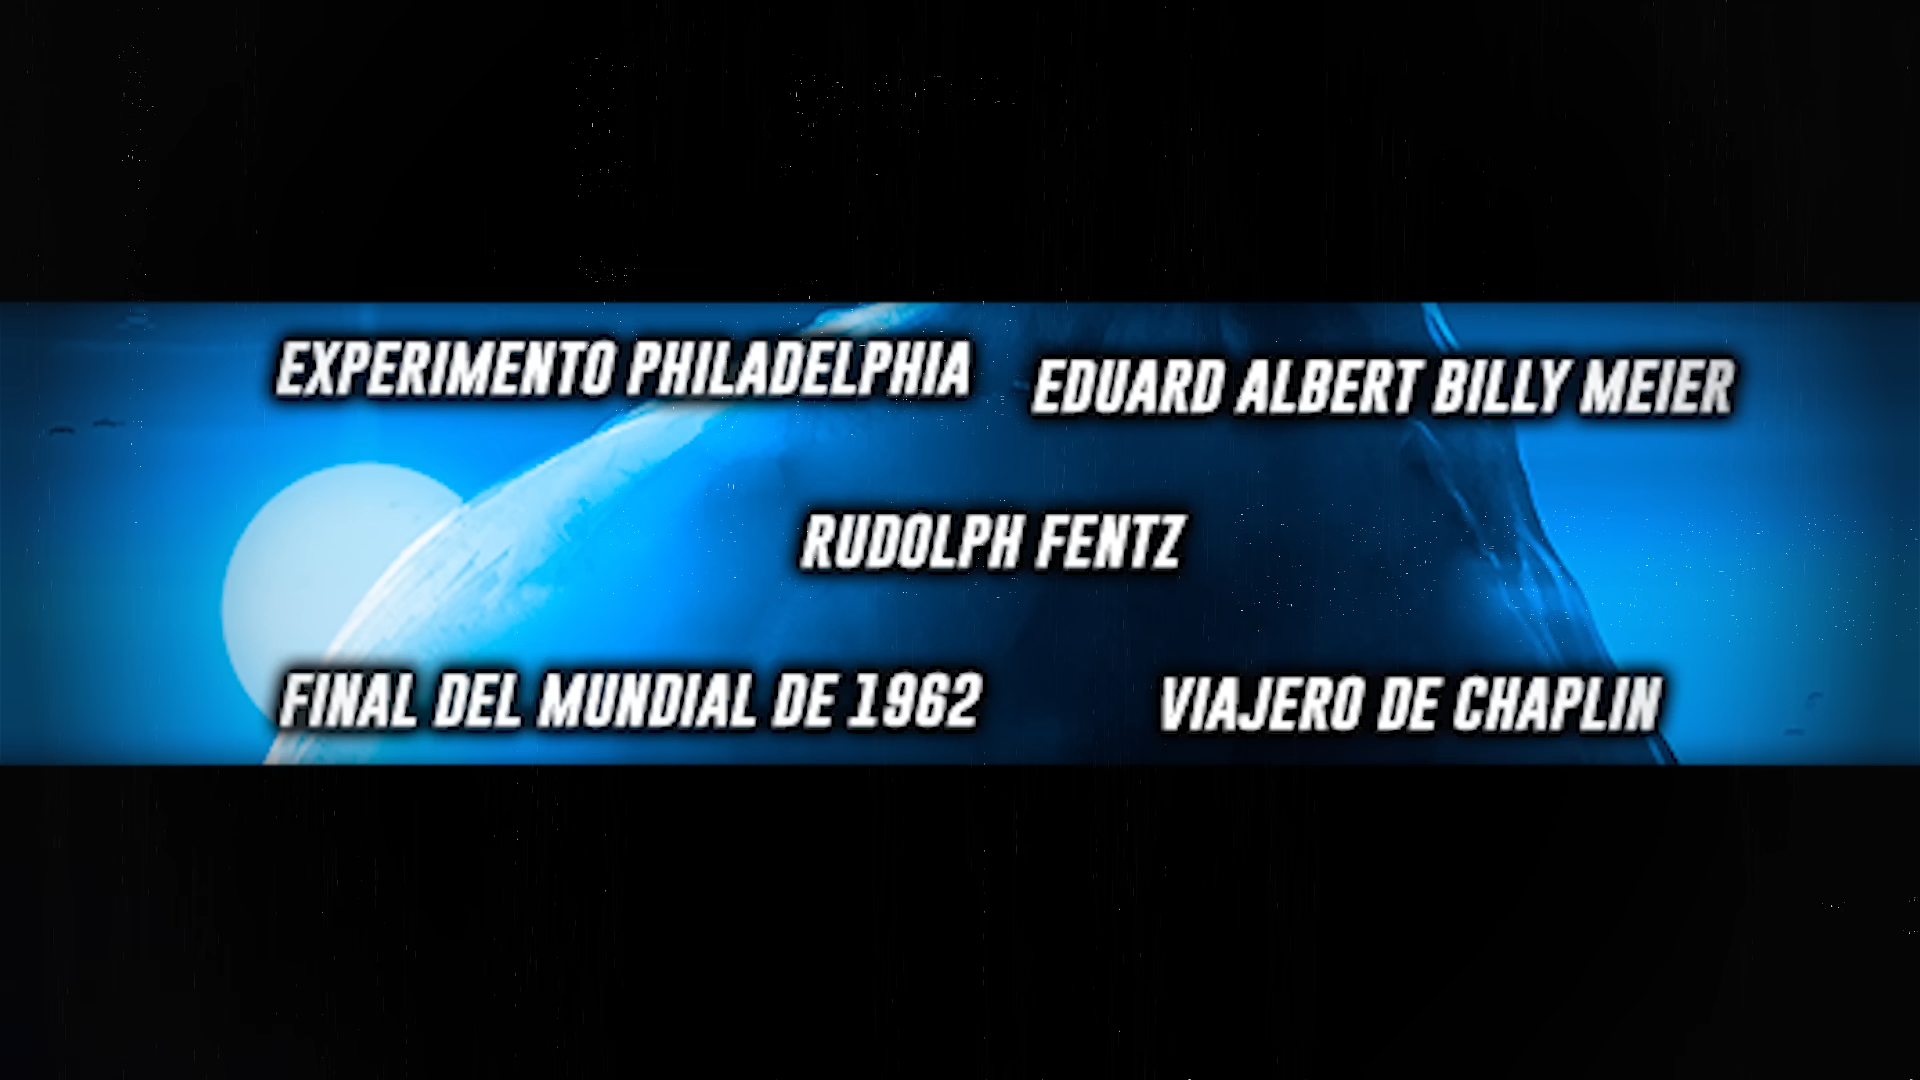 EXPERIMENTO PHILADELPHIA
EDUARD ALBERT BILLY MEIER
RUDOLPH FENTZ
FINAL DEL MUNDIAL DE 1962
VIAJERO DE CHAPLIN